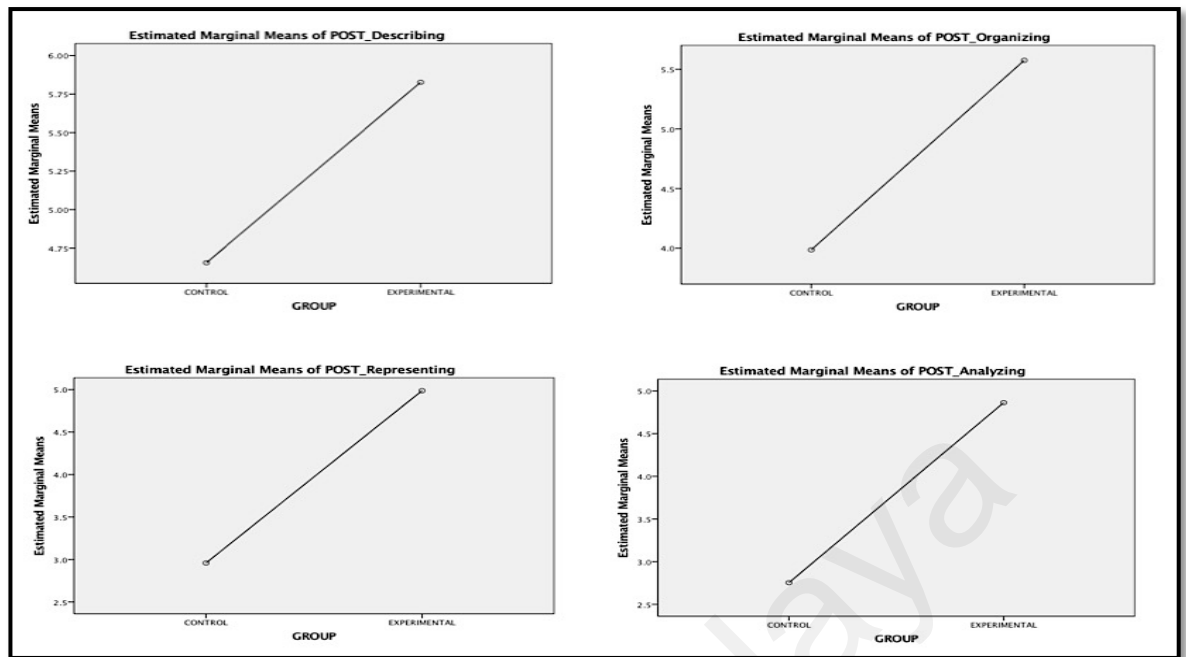 Estimated Marginal Means of POST_Describing
Estimated Marginal Means
6.00
5.75
5.50
5.25
5.00
4.75
CONTROL
EXPERIMENTAL
GROUP
Estimated Marginal Means of POST_Organizing
Estimated Marginal Means
5.5
5.0
4.5
4.0
CONTROL
EXPERIMENTAL
GROUP
Estimated Marginal Means of POST_Representing
Estimated Marginal Means
5.0
4.5
4.0
3.5
3.0
2.5
CONTROL
EXPERIMENTAL
GROUP
Estimated Marginal Means of POST_Analyzing
Estimated Marginal Means
5.0
4.5
4.0
3.5
3.0
2.5
CONTROL
EXPERIMENTAL
GROUP
laya